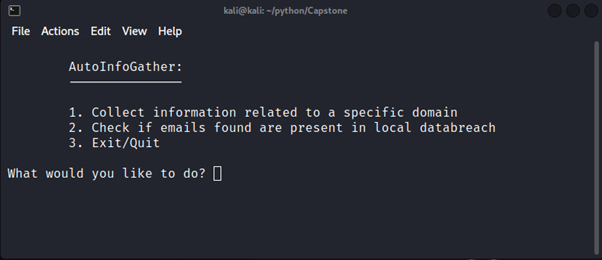 kali@kali: ~/python/Capstone
File Actions Edit View Help
AutoInfoGather:
1. Collect information related to a specific domain
2. Check if emails found are present in local databreach
3. Exit/Quit
What would you like to do?